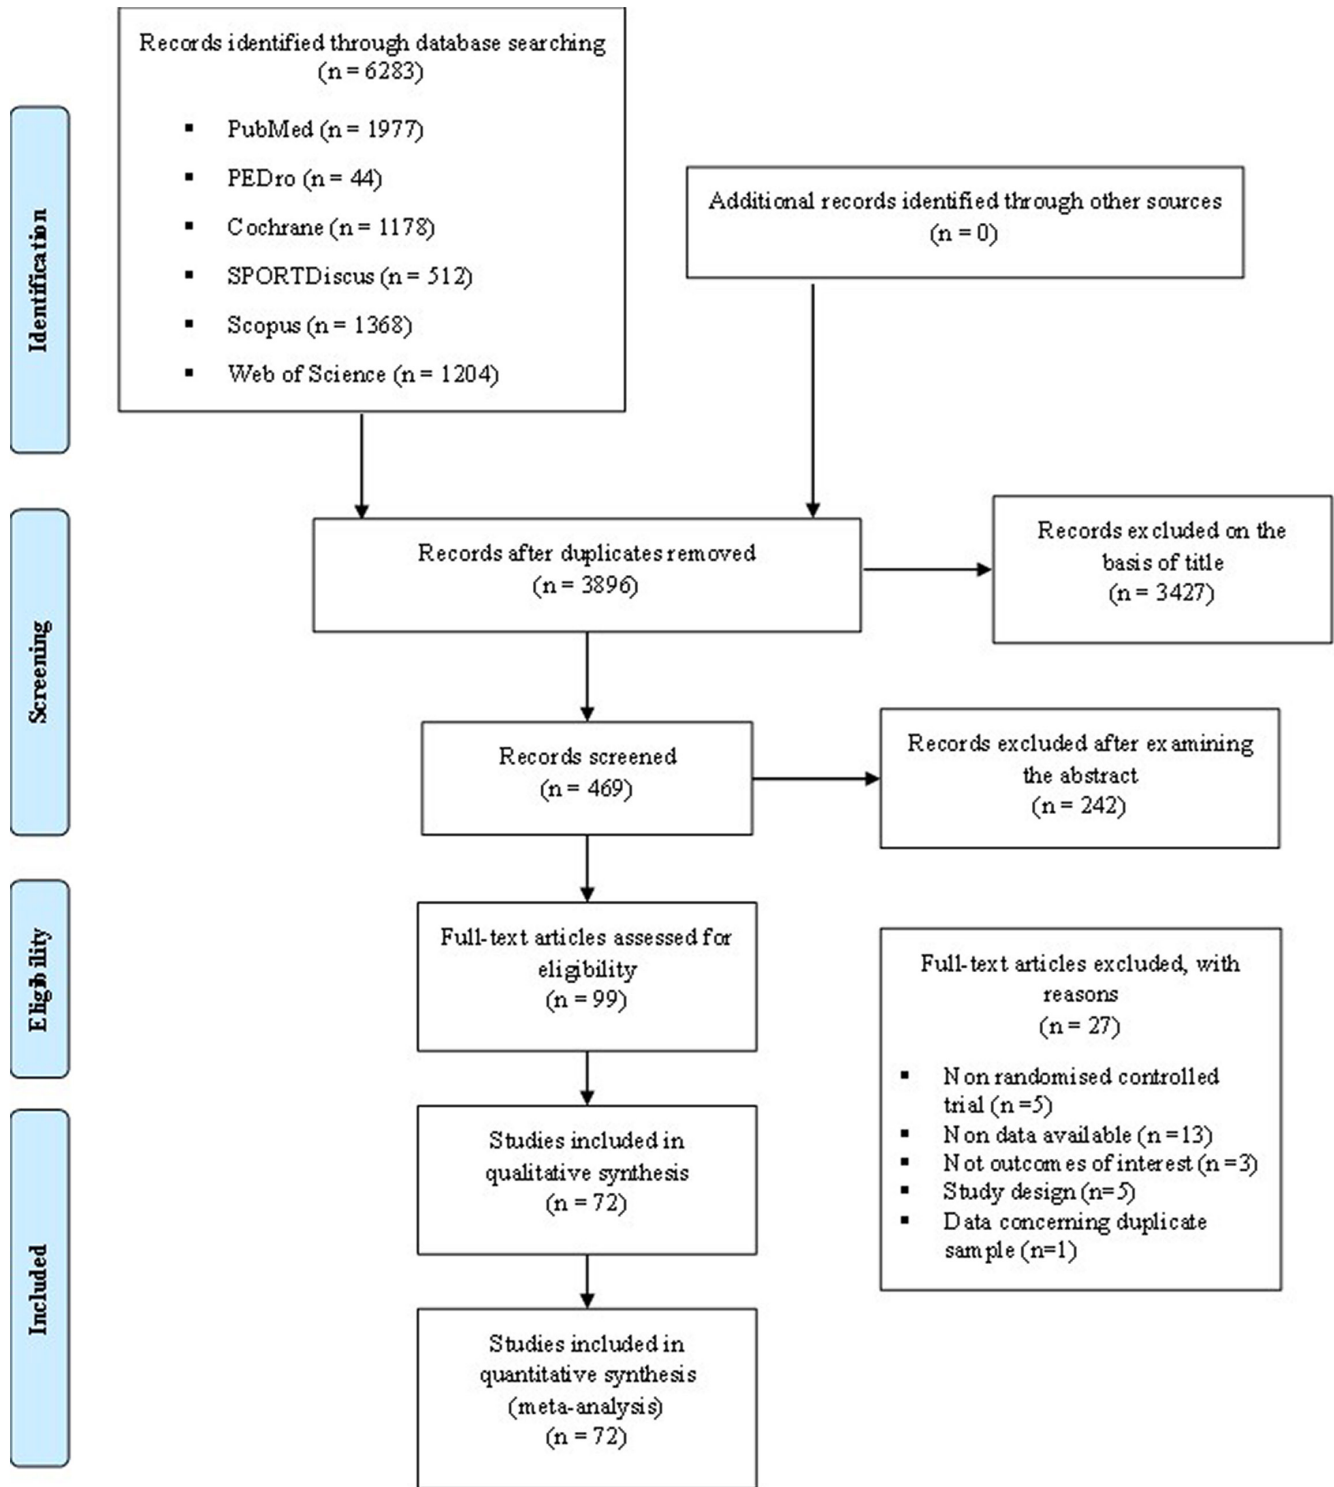 Records identified through database searching
(n = 6283)
▪ PubMed (n = 1977)
▪ PEDro (n = 44)
▪ Cochrane (n = 1178)
▪ SPORTDiscus (n = 512)
▪ Scopus (n = 1368)
▪ Web of Science (n = 1204)
Additional records identified through other sources
(n = 0)
Identification
Records after duplicates removed
(n = 3896)
Records excluded on the
basis of title
(n = 3427)
Screening
Records screened
(n = 469)
Records excluded after examining
the abstract
(n = 242)
Full-text articles assessed for
eligibility
(n = 99)
Eligibility
Full-text articles excluded, with
reasons
(n = 27)
▪ Non randomised controlled
trial (n =5)
▪ Non data available (n =13)
▪ Not outcomes of interest (n =3)
▪ Study design (n=5)
▪ Data concerning duplicate
sample (n=1)
Studies included in
qualitative synthesis
(n = 72)
Included
Studies included in
quantitative synthesis
(meta-analysis)
(n = 72)